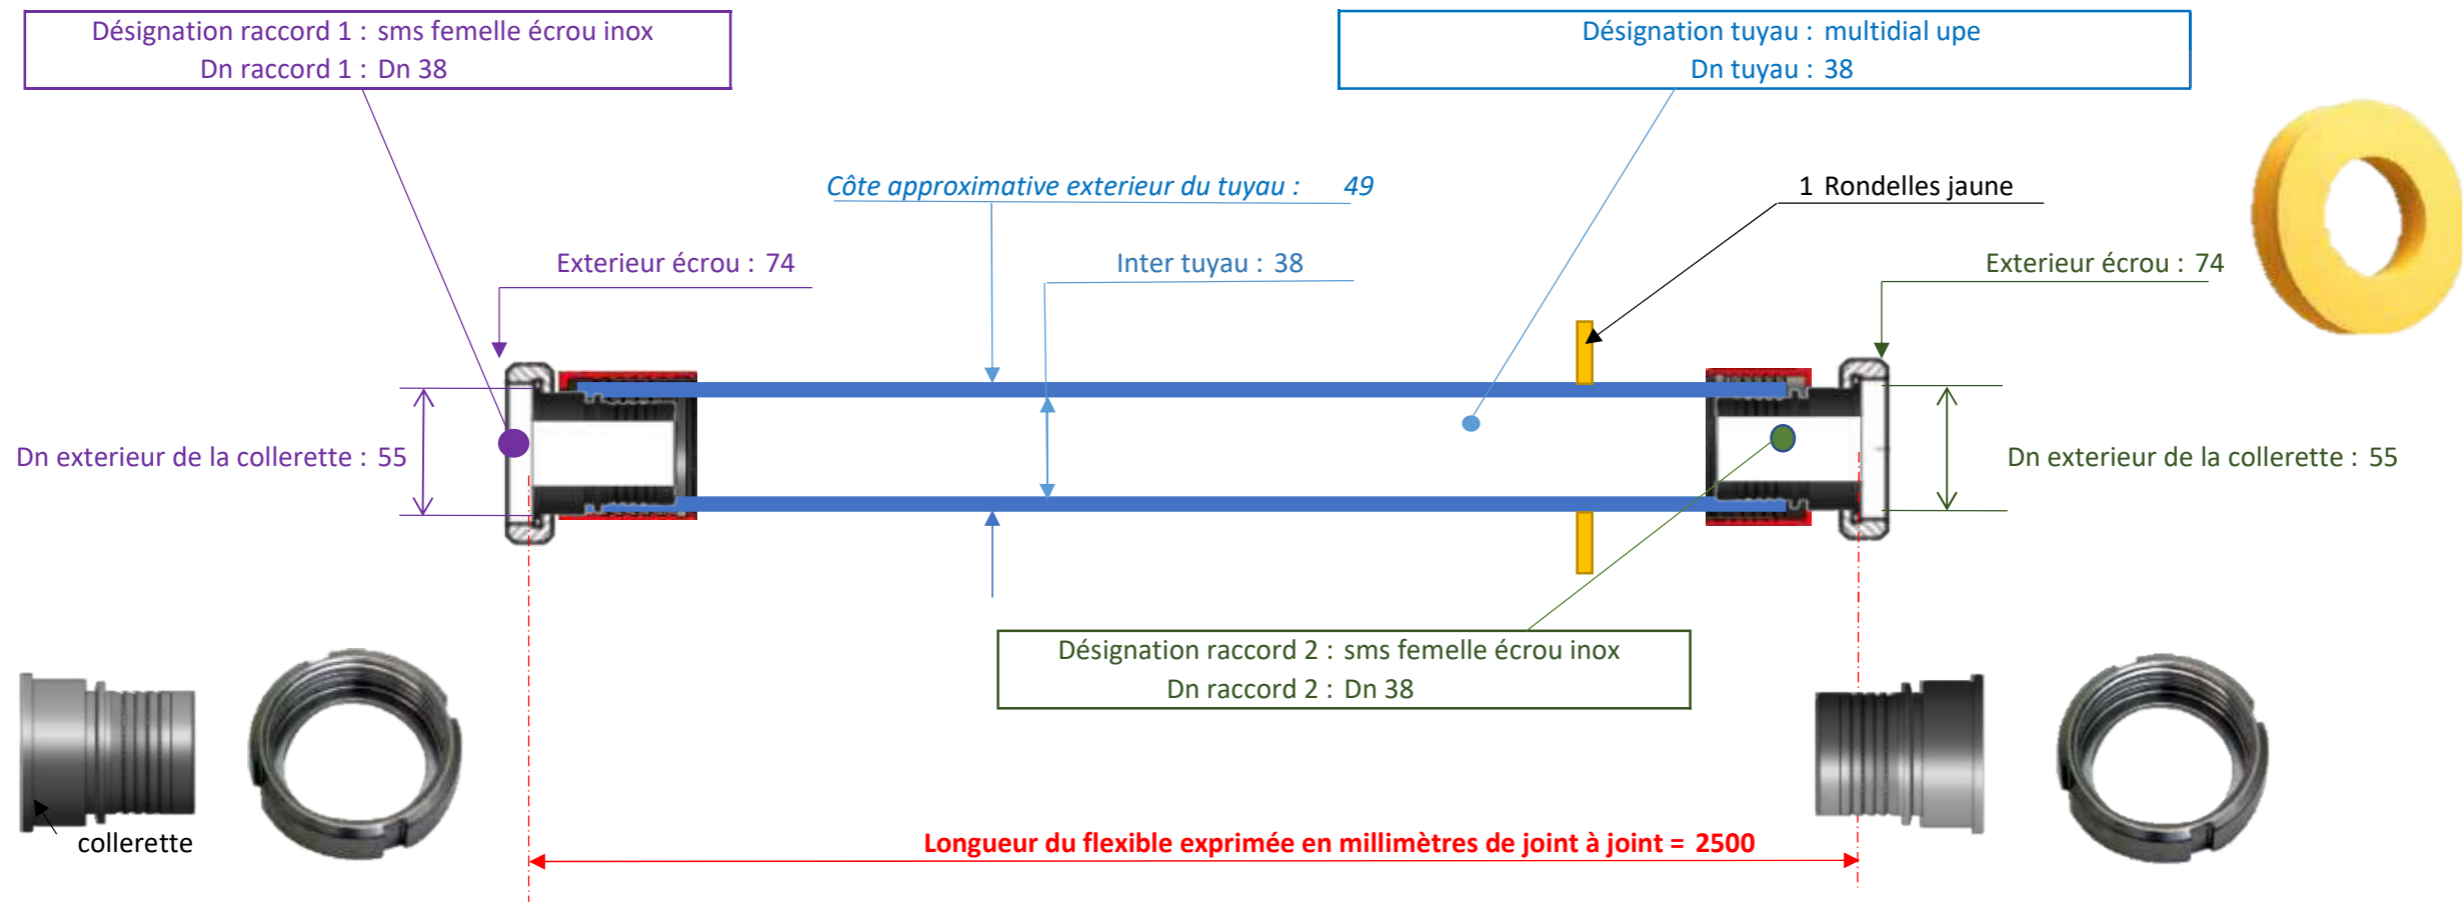 Désignation raccord 1 : sms femelle écrou inox
Dn raccord 1 : Dn 38
Désignation tuyau : multidial upe
Dn tuyau : 38
Côte approximative exterieur du tuyau : 49
1 Rondelles jaune
Exterieur écrou : 74
Inter tuyau : 38
Exterieur écrou : 74
Dn exterieur de la collerette : 55
Dn exterieur de la collerette : 55
Désignation raccord 2 : sms femelle écrou inox
Dn raccord 2 : Dn 38
collerette
Longueur du flexible exprimée en millimètres de joint à joint = 2500